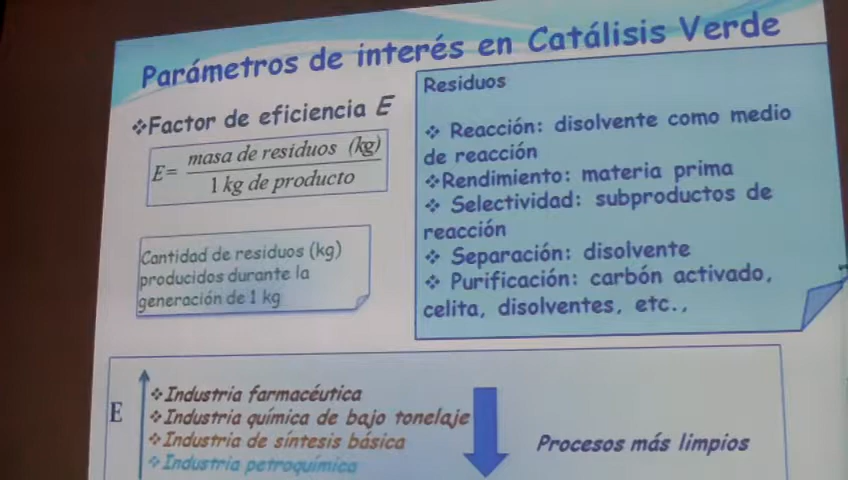 Parámetros de interés en Catálisis Verde
❖Factor de eficiencia E
E= masa de residuos (kg)
1 kg de producto
Cantidad de residuos (kg)
producidos durante la
generación de 1 kg
Residuos
❖ Reacción: disolvente como medio
de reacción
❖Rendimiento: materia prima
❖ Selectividad: subproductos de
reacción
❖ Separación: disolvente
❖ Purificación: carbón activado,
celita, disolventes, etc.,
E
❖Industria farmacéutica
❖Industria química de bajo tonelaje
❖Industria de síntesis básica
❖Industria petroquímica
Procesos más limpios